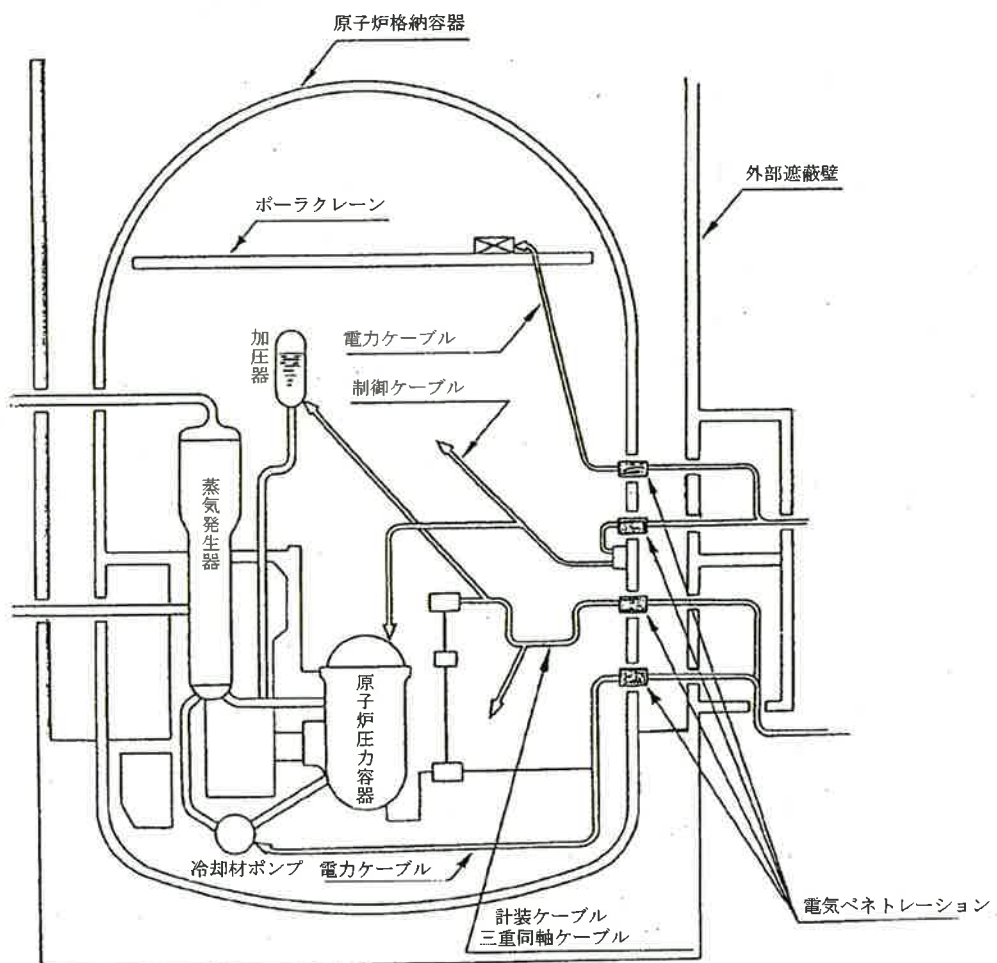 原子炉格納容器
外部遮蔽壁
ポーラクレーン
電力ケーブル
加圧器
制御ケーブル
蒸気発生器
原子炉圧力容器
冷却材ポンプ
電力ケーブル
計装ケーブル
三重同軸ケーブル
電気ペネトレーション